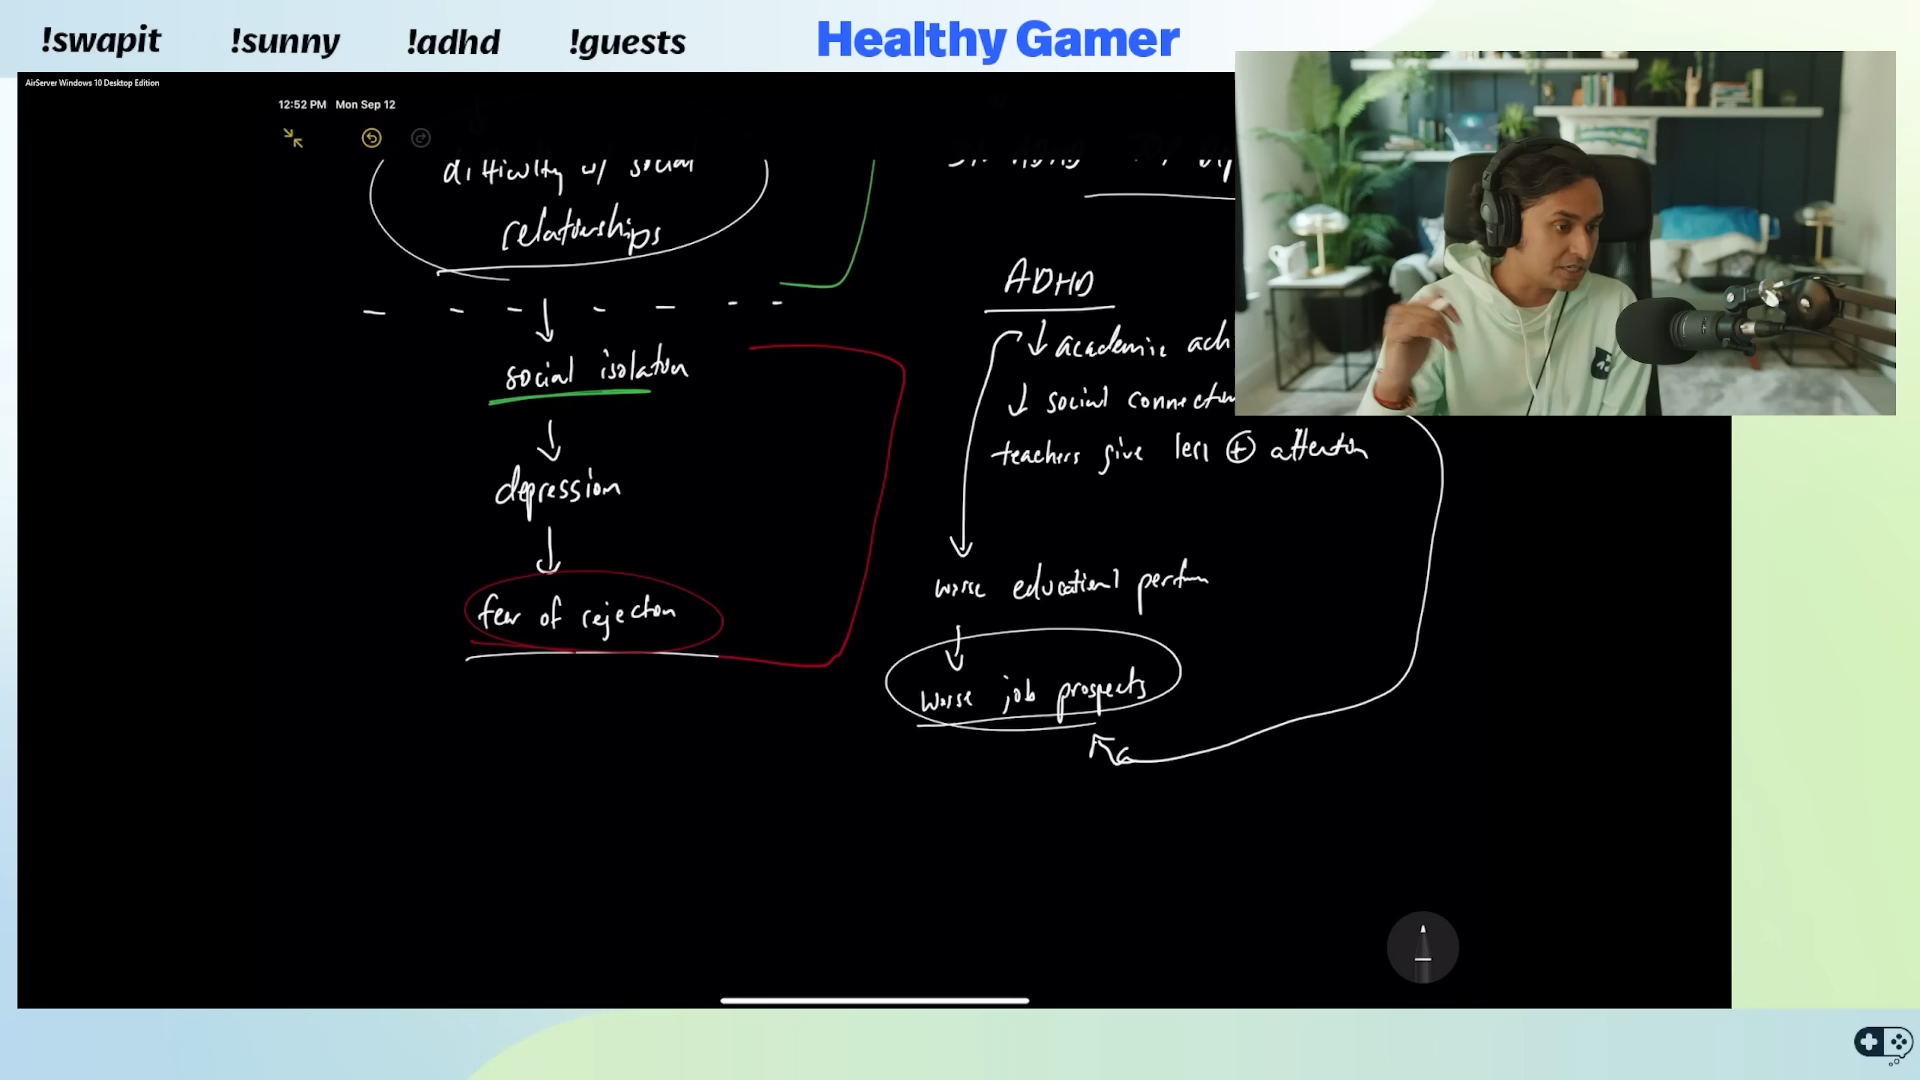 !swapit !sunny !adhd !guests Healthy Gamer
AirServer Windows 10 Desktop Edition
12:52 PM Mon Sep 12
difficulty w/ social
relationships
social isolation
depression
fear of rejection
ADHD
ADHD
↓ academic ach
↓ social connection
teachers give less ⊕ attention
worse educational perfum
worse job prospects